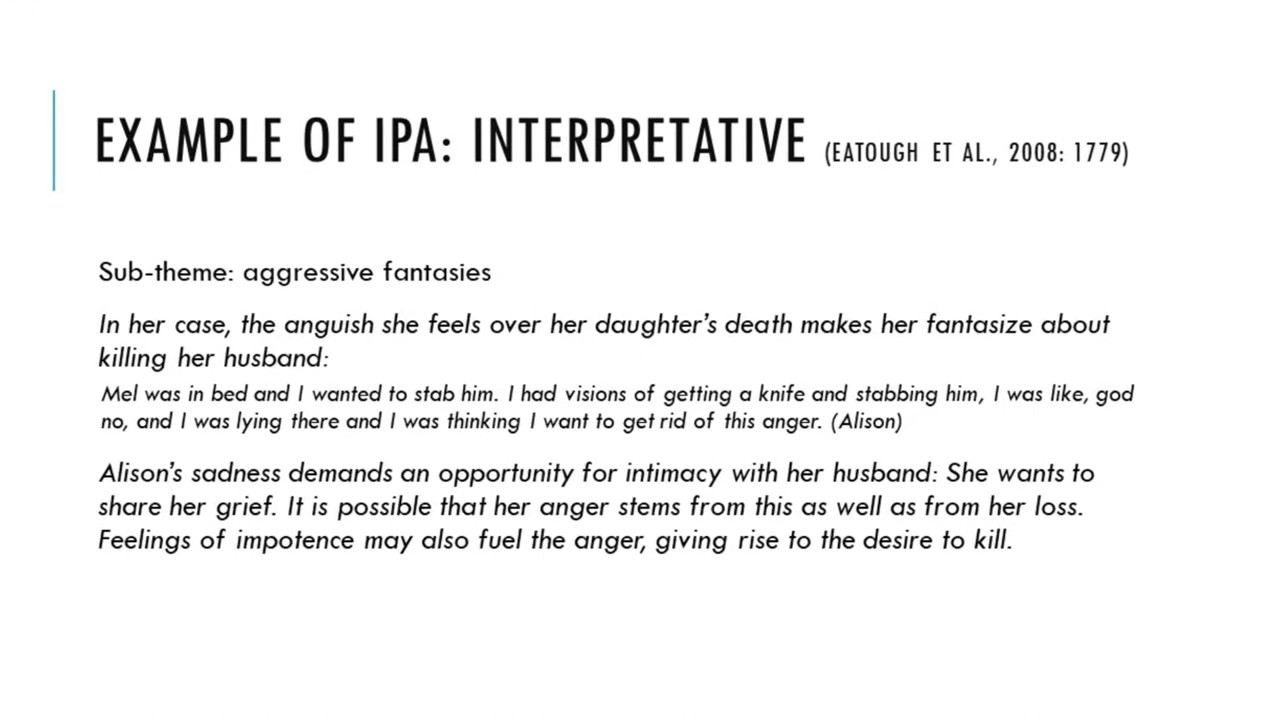 EXAMPLE OF IPA: INTERPRETATIVE (EATOUGH ET AL., 2008: 1779)
Sub-theme: aggressive fantasies
In her case, the anguish she feels over her daughter’s death makes her fantasize about
killing her husband:
Mel was in bed and I wanted to stab him. I had visions of getting a knife and stabbing him, I was like, god
no, and I was lying there and I was thinking I want to get rid of this anger. (Alison)
Alison’s sadness demands an opportunity for intimacy with her husband: She wants to
share her grief. It is possible that her anger stems from this as well as from her loss.
Feelings of impotence may also fuel the anger, giving rise to the desire to kill.